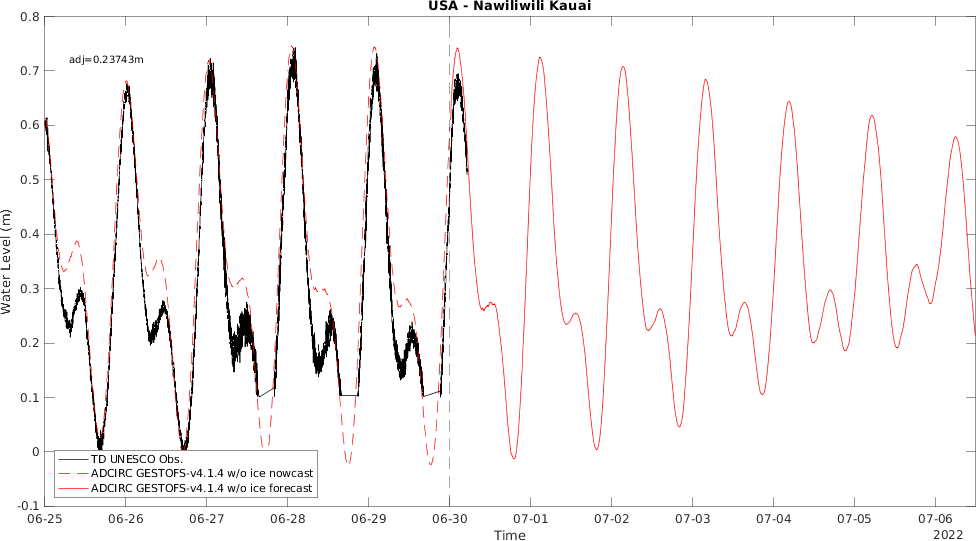 USA - Nawiliwili Kauai
0.8
adj=0.23743m
0.7
0.6
0.5
0.4
0.3
0.2
0.1
0
-0.1
Water Level (m)
TD UNESCO Obs.
ADCIRC GESTOFS-v4.1.4 w/o ice nowcast
ADCIRC GESTOFS-v4.1.4 w/o ice forecast
06-25 06-26 06-27 06-28 06-29 06-30 07-01 07-02 07-03 07-04 07-05 07-06
Time
2022